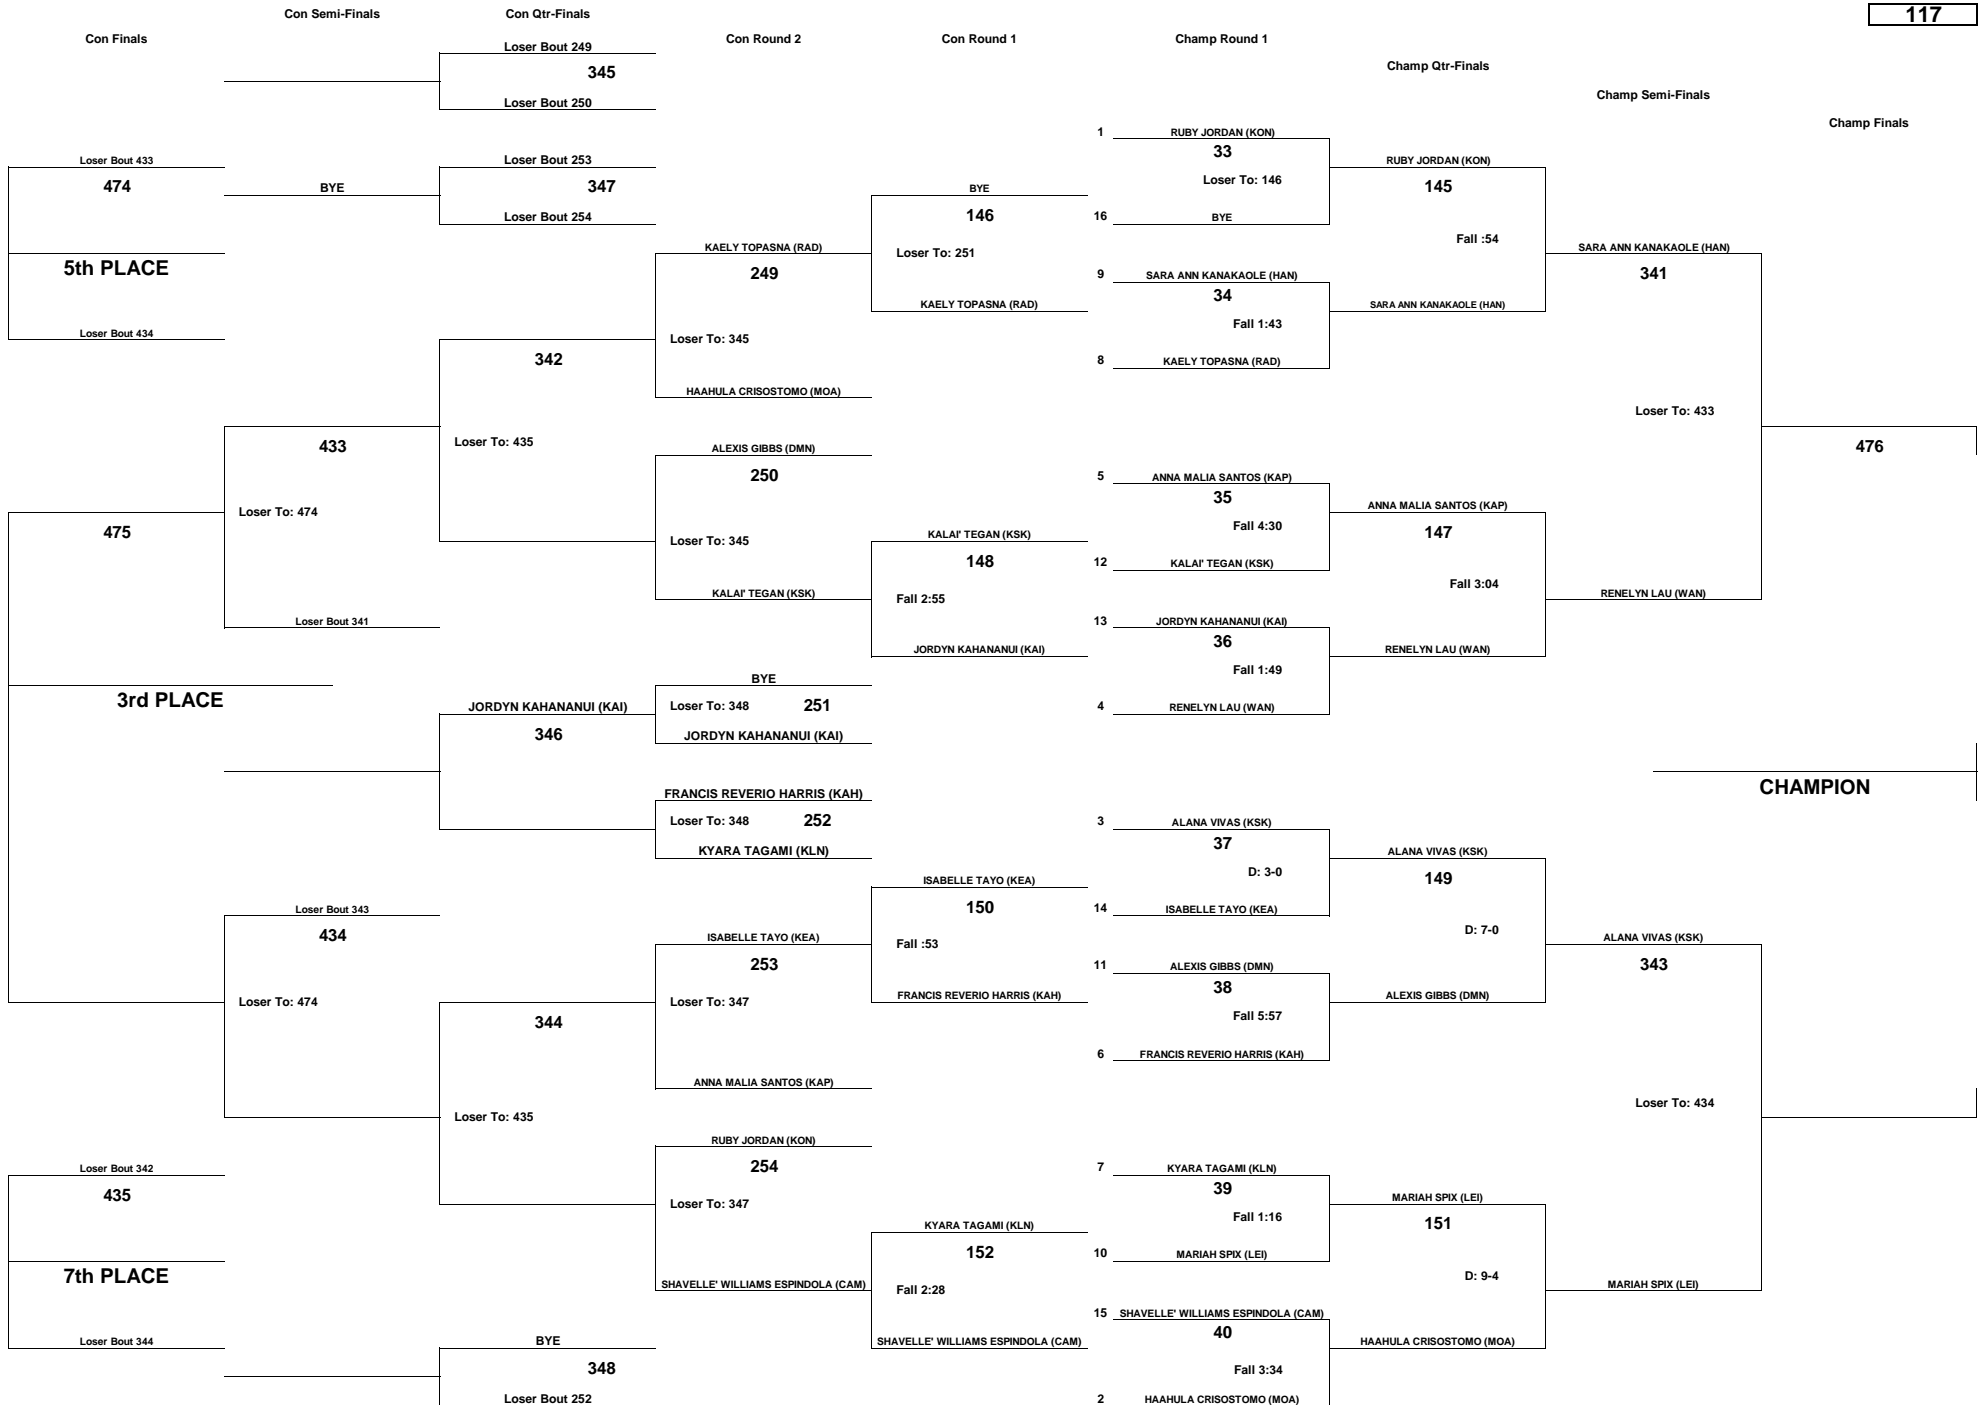 Con Semi-Finals
Con Qtr-Finals
117
Con Finals
Con Round 2
Con Round 1
Champ Round 1
Loser Bout 249
345
Champ Qtr-Finals
Loser Bout 250
Champ Semi-Finals
Champ Finals
1 RUBY JORDAN (KON)
33
Loser Bout 433
Loser Bout 253
RUBY JORDAN (KON)
474
BYE
347
BYE
Loser To: 146
145
Loser Bout 254
146
16 BYE
Fall :54
KAELY TOPASNA (RAD)
Loser To: 251
SARA ANN KANAKAOLE (HAN)
5th PLACE
249
9 SARA ANN KANAKAOLE (HAN)
341
34
KAELY TOPASNA (RAD)
SARA ANN KANAKAOLE (HAN)
Fall 1:43
Loser Bout 434
Loser To: 345
342
8 KAELY TOPASNA (RAD)
HAAHULA CRISOSTOMO (MOA)
Loser To: 433
433
Loser To: 435
ALEXIS GIBBS (DMN)
476
250
5 ANNA MALIA SANTOS (KAP)
35
Loser To: 474
ANNA MALIA SANTOS (KAP)
475
Fall 4:30
147
Loser To: 345
KALAI' TEGAN (KSK)
148
12 KALAI' TEGAN (KSK)
Fall 3:04
KALAI' TEGAN (KSK)
Fall 2:55
RENELYN LAU (WAN)
Loser Bout 341
13 JORDYN KAHANANUI (KAI)
36
JORDYN KAHANANUI (KAI)
RENELYN LAU (WAN)
Fall 1:49
BYE
3rd PLACE
JORDYN KAHANANUI (KAI)
Loser To: 348 251
4 RENELYN LAU (WAN)
346
JORDYN KAHANANUI (KAI)
CHAMPION
FRANCIS REVERIO HARRIS (KAH)
Loser To: 348 252
3 ALANA VIVAS (KSK)
37
KYARA TAGAMI (KLN)
ALANA VIVAS (KSK)
D: 3-0
149
ISABELLE TAYO (KEA)
Loser Bout 343
150
14 ISABELLE TAYO (KEA)
434
ISABELLE TAYO (KEA)
Fall :53
D: 7-0
ALANA VIVAS (KSK)
253
11 ALEXIS GIBBS (DMN)
343
38
Loser To: 474
Loser To: 347
FRANCIS REVERIO HARRIS (KAH)
ALEXIS GIBBS (DMN)
344
Fall 5:57
6 FRANCIS REVERIO HARRIS (KAH)
ANNA MALIA SANTOS (KAP)
Loser To: 434
Loser To: 435
RUBY JORDAN (KON)
Loser Bout 342
254
7 KYARA TAGAMI (KLN)
435
39
Loser To: 347
MARIAH SPIX (LEI)
Fall 1:16
KYARA TAGAMI (KLN)
151
152
10 MARIAH SPIX (LEI)
7th PLACE
SHAVELLE' WILLIAMS ESPINDOLA (CAM)
Fall 2:28
D: 9-4
MARIAH SPIX (LEI)
15 SHAVELLE' WILLIAMS ESPINDOLA (CAM)
40
Loser Bout 344
BYE
SHAVELLE' WILLIAMS ESPINDOLA (CAM)
HAAHULA CRISOSTOMO (MOA)
348
Fall 3:34
Loser Bout 252
2 HAAHULA CRISOSTOMO (MOA)